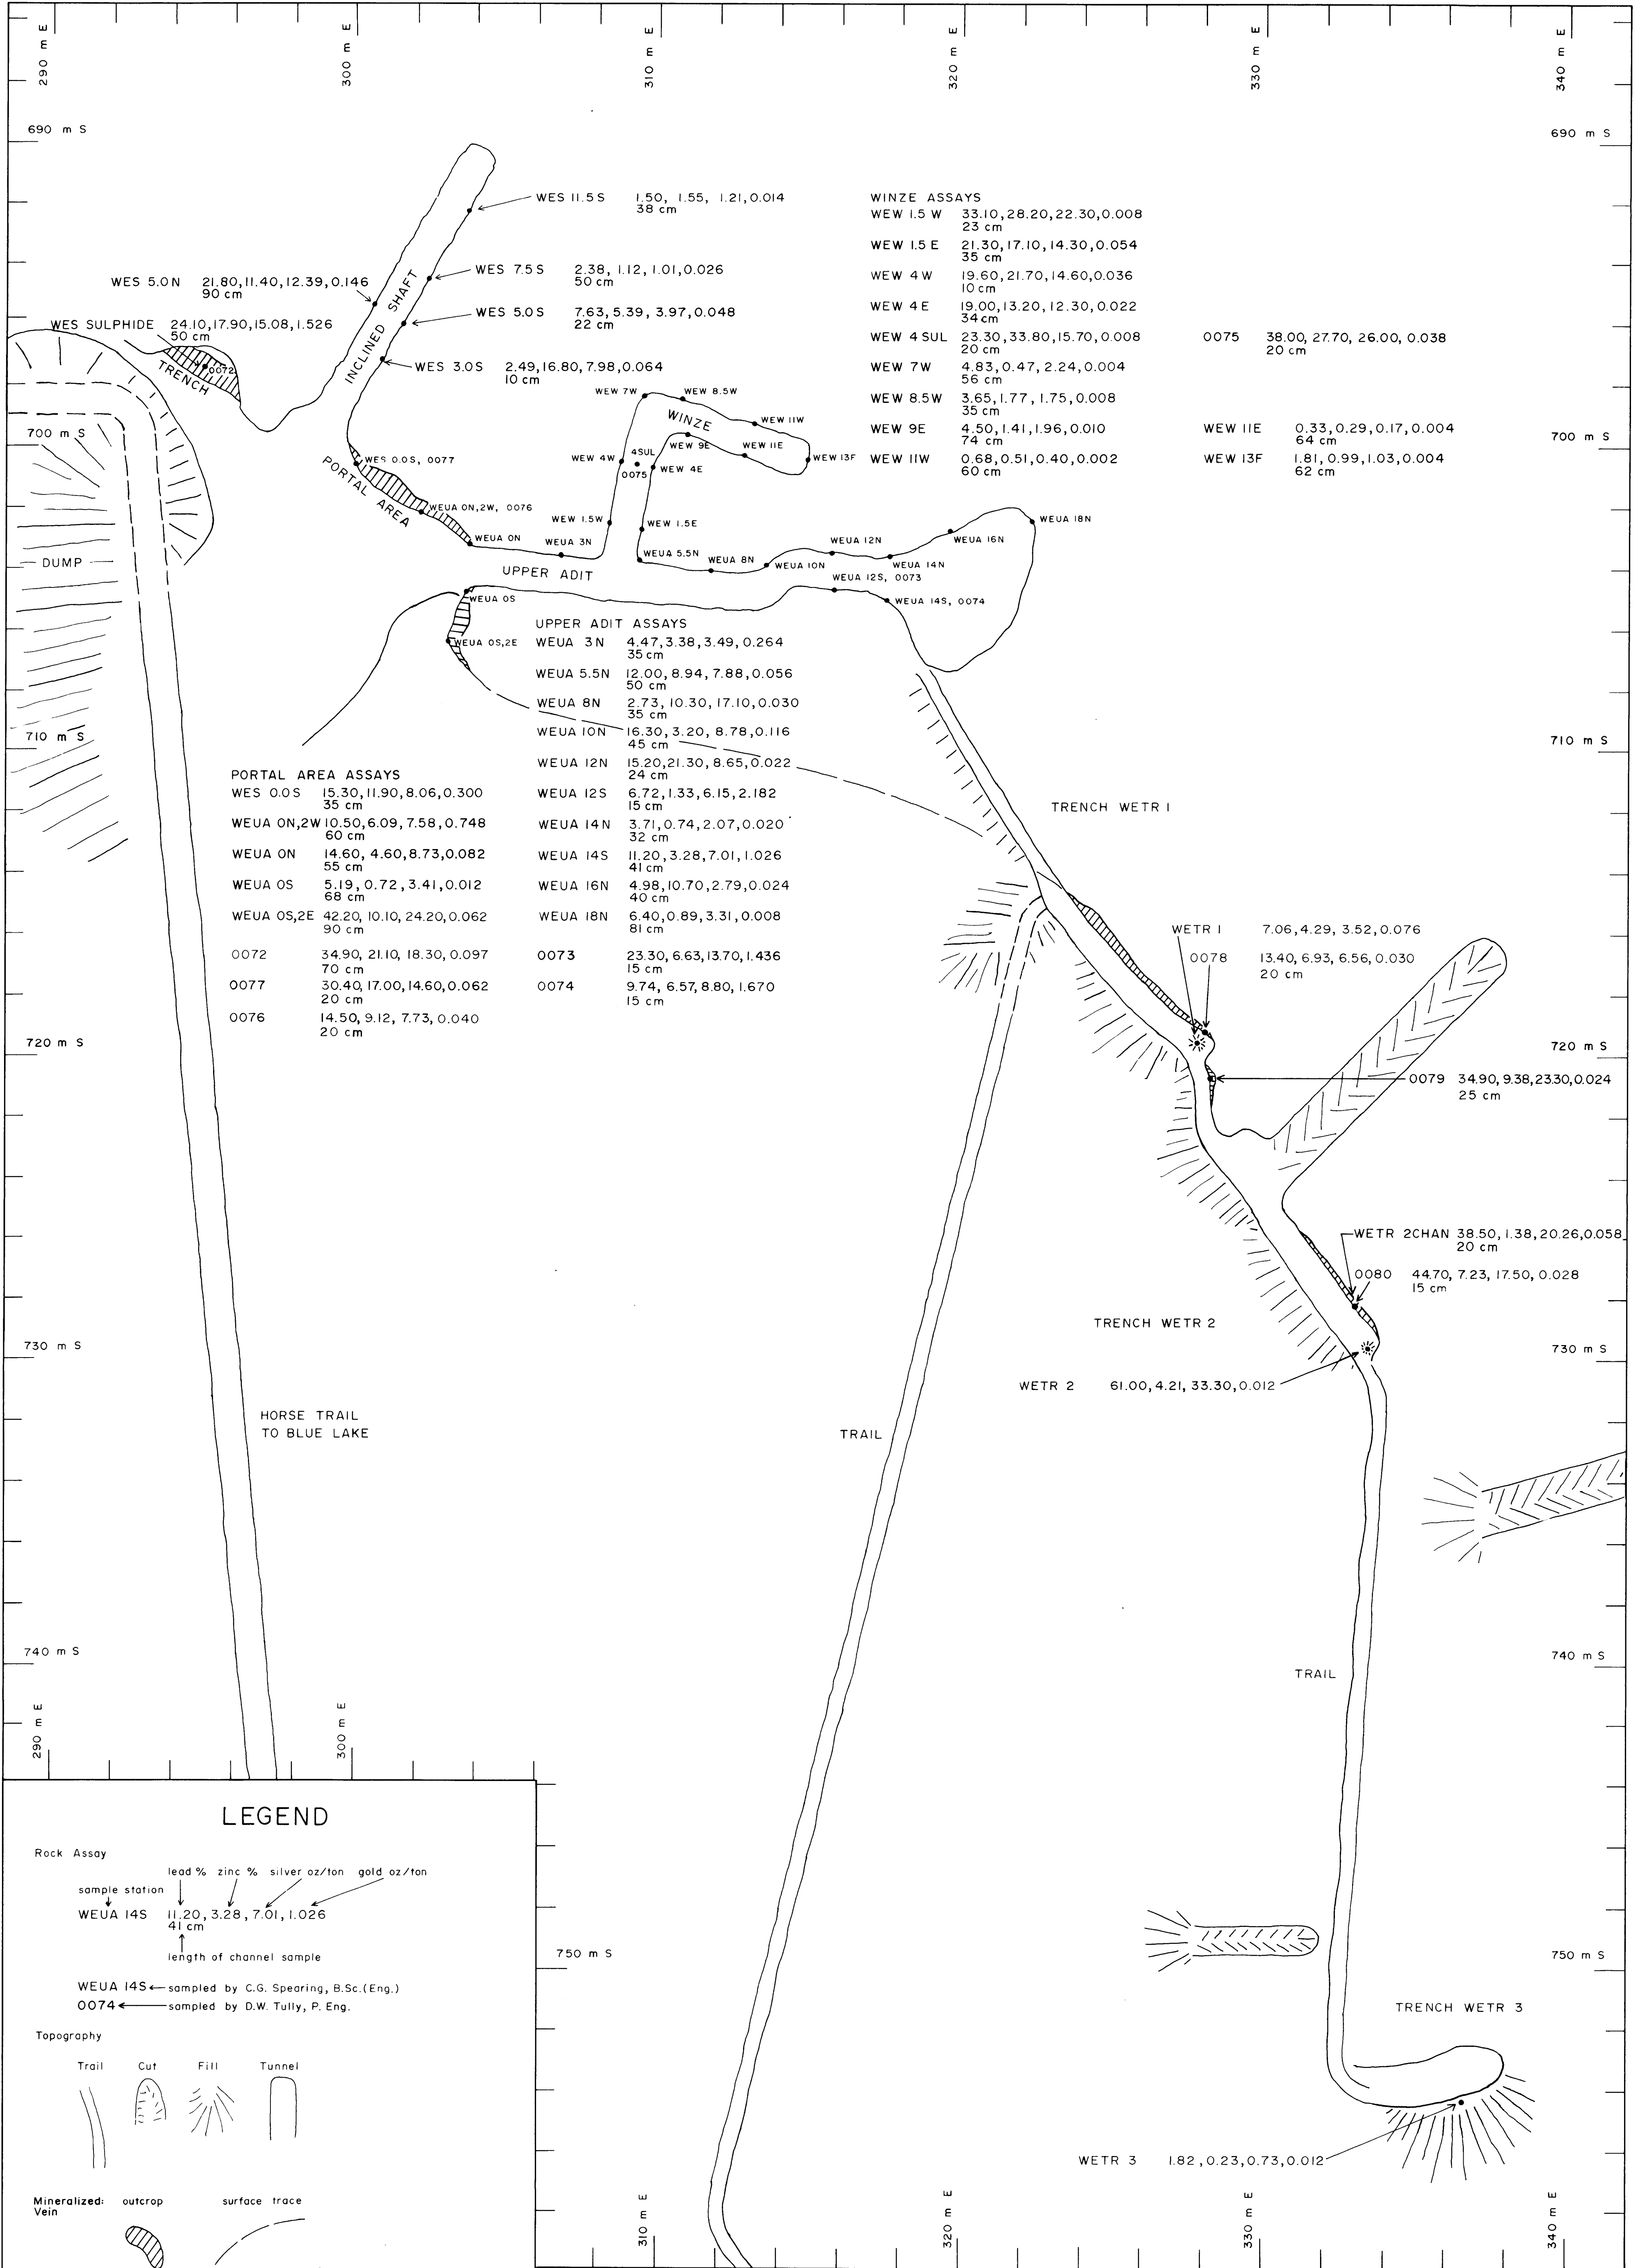 290 m E
300 m E
310 m E
320 m E
330 m E
340 m E
690 m S
690 m S
WES 11.5S 1.50, 1.55, 1.21, 0.014
38 cm
WES 7.5S 2.38, 1.12, 1.01, 0.026
50 cm
WES 5.0N 21.80, 11.40, 12.39, 0.146
90 cm
WES 5.0S 7.63, 5.39, 3.97, 0.048
22 cm
WES SULPHIDE 24.10, 17.90, 15.08, 1.526
50 cm
WES 3.0S 2.49, 16.80, 7.98, 0.064
10 cm
INCLINED SHAFT
0072
TRENCH
WINZE ASSAYS
WEW 1.5 W 33.10, 28.20, 22.30, 0.008
23 cm
WEW 1.5 E 21.30, 17.10, 14.30, 0.054
35 cm
WEW 4 W 19.60, 21.70, 14.60, 0.036
10 cm
WEW 4 E 19.00, 13.20, 12.30, 0.022
34 cm
WEW 4 SUL 23.30, 33.80, 15.70, 0.008
20 cm
0075 38.00, 27.70, 26.00, 0.038
20 cm
WEW 7W 4.83, 0.47, 2.24, 0.004
56 cm
WEW 8.5W 3.65, 1.77, 1.75, 0.008
35 cm
WEW 9E 4.50, 1.41, 1.96, 0.010
74 cm
WEW 11E 0.33, 0.29, 0.17, 0.004
64 cm
WEW 11W 0.68, 0.51, 0.40, 0.002
60 cm
WEW 13F 1.81, 0.99, 1.03, 0.004
62 cm
700 m S
700 m S
WEW 7W
WEW 8.5W
WINZE
WEW 11W
WEW 9E
WEW 11E
WEW 13F
WEW 4W
4SUL
0075
WEW 4E
WES 0.0S, 0077
PORTAL AREA
WEUA 0N,2W, 0076
WEUA 0N
WEUA 3N
WEW 1.5W
WEW 1.5E
WEUA 5.5N
WEUA 8N
WEUA 10N
WEUA 12N
WEUA 14N
WEUA 16N
WEUA 18N
WEUA 12S, 0073
WEUA 14S, 0074
UPPER ADIT
DUMP
WEUA 0S
WEUA 0S,2E
UPPER ADIT ASSAYS
WEUA 3N 4.47, 3.38, 3.49, 0.264
35 cm
WEUA 5.5N 12.00, 8.94, 7.88, 0.056
50 cm
WEUA 8N 2.73, 10.30, 17.10, 0.030
35 cm
WEUA 10N 16.30, 3.20, 8.78, 0.116
45 cm
WEUA 12N 15.20, 21.30, 8.65, 0.022
24 cm
WEUA 12S 6.72, 1.33, 6.15, 2.182
15 cm
WEUA 14N 3.71, 0.74, 2.07, 0.020
32 cm
WEUA 14S 11.20, 3.28, 7.01, 1.026
41 cm
WEUA 16N 4.98, 10.70, 2.79, 0.024
40 cm
WEUA 18N 6.40, 0.89, 3.31, 0.008
81 cm
0073 23.30, 6.63, 13.70, 1.436
15 cm
0074 9.74, 6.57, 8.80, 1.670
15 cm
710 m S
710 m S
PORTAL AREA ASSAYS
WES 0.0S 15.30, 11.90, 8.06, 0.300
35 cm
WEUA 0N,2W 10.50, 6.09, 7.58, 0.748
60 cm
WEUA 0N 14.60, 4.60, 8.73, 0.082
55 cm
WEUA 0S 5.19, 0.72, 3.41, 0.012
68 cm
WEUA 0S,2E 42.20, 10.10, 24.20, 0.062
90 cm
0072 34.90, 21.10, 18.30, 0.097
70 cm
0077 30.40, 17.00, 14.60, 0.062
20 cm
0076 14.50, 9.12, 7.73, 0.040
20 cm
TRENCH WETR 1
WETR 1 7.06, 4.29, 3.52, 0.076
0078 13.40, 6.93, 6.56, 0.030
20 cm
720 m S
720 m S
0079 34.90, 9.38, 23.30, 0.024
25 cm
WETR 2CHAN 38.50, 1.38, 20.26, 0.058
20 cm
0080 44.70, 7.23, 17.50, 0.028
15 cm
TRENCH WETR 2
730 m S
730 m S
WETR 2 61.00, 4.21, 33.30, 0.012
HORSE TRAIL
TO BLUE LAKE
TRAIL
740 m S
740 m S
TRAIL
290 m E
300 m E
LEGEND
Rock Assay
lead % zinc % silver oz/ton gold oz/ton
sample station
WEUA 14S 11.20, 3.28, 7.01, 1.026
41 cm
length of channel sample
WEUA 14S sampled by C.G. Spearing, B.Sc.(Eng.)
0074 sampled by D.W. Tully, P. Eng.
Topography
Trail Cut Fill Tunnel
Mineralized: outcrop surface trace
Vein
750 m S
750 m S
TRENCH WETR 3
WETR 3 1.82, 0.23, 0.73, 0.012
310 m E
320 m E
330 m E
340 m E